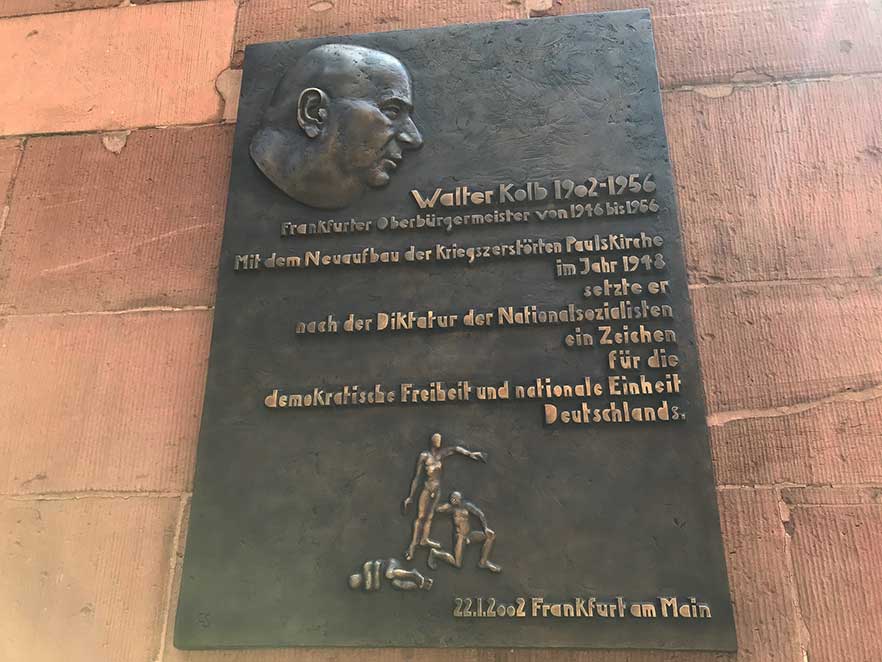 Walter Kolb 1902-1956
Frankfurter Oberbürgermeister von 1946 bis 1956.
Mit dem Neuaufbau der Kriegszerstörten Paulskirche
im Jahr 1948
setzte er
nach der Diktatur der Nationalsozialisten
ein Zeichen
für die
demokratische Freiheit und nationale Einheit
Deutschlands.
22.1.2002 Frankfurt am Main